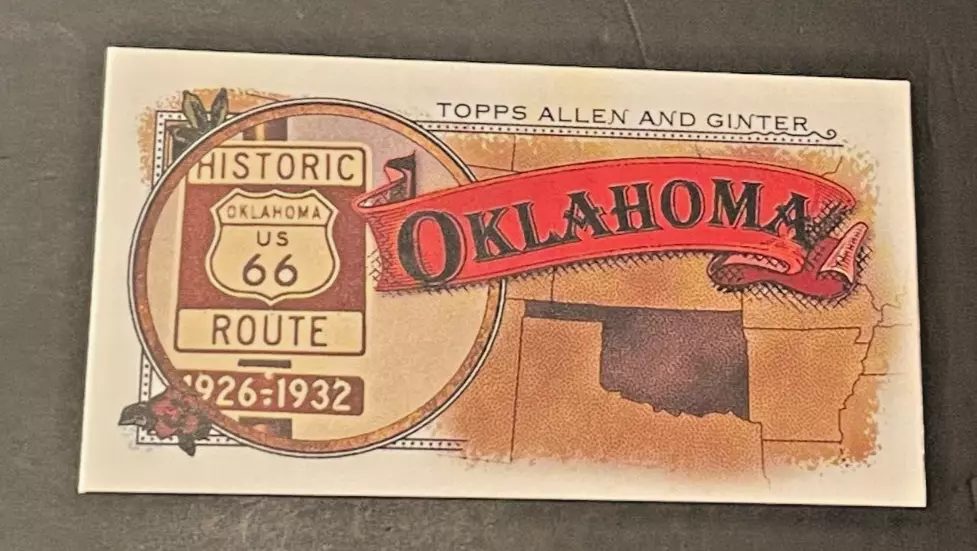 TOPPS ALLEN AND GINTER
OKLAHOMA
HISTORIC
OKLAHOMA
US
66
ROUTE
1926-1932